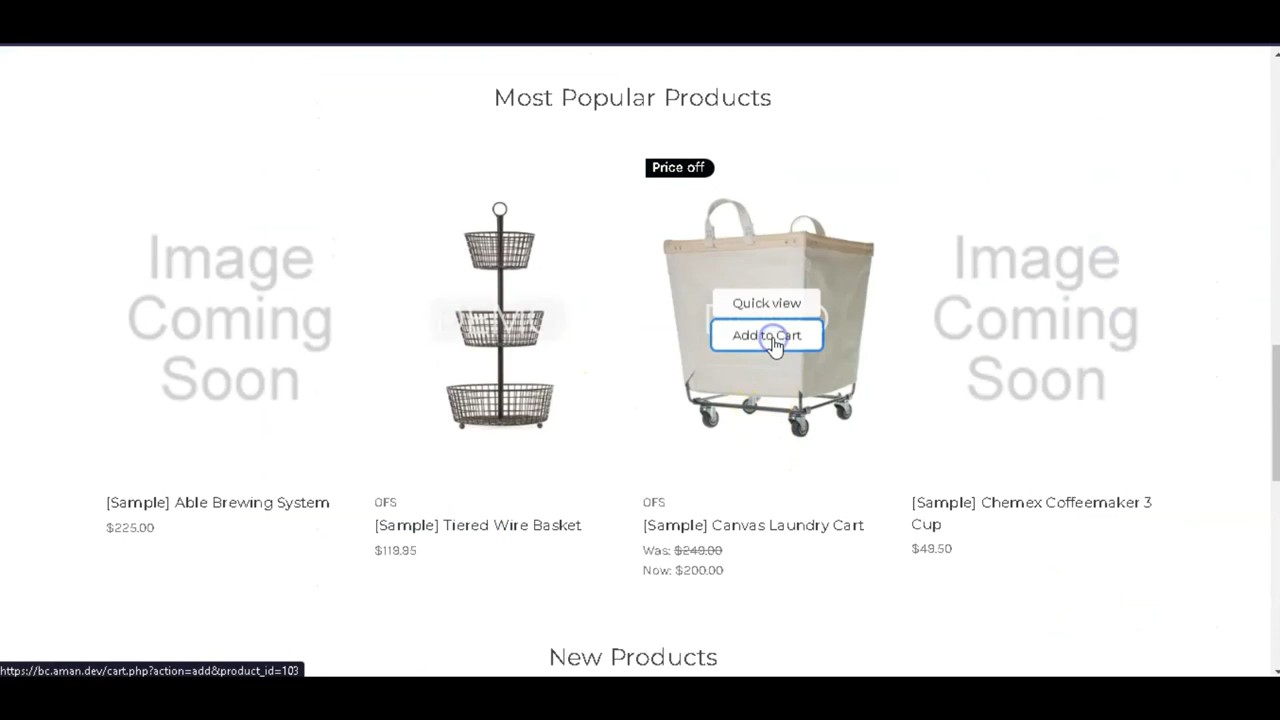 Most Popular Products
Price off
Image
Coming
Soon
Quick view
Add to Cart
Image
Coming
Soon
[Sample] Able Brewing System
$225.00
OFS
[Sample] Tiered Wire Basket
$119.95
OFS
[Sample] Canvas Laundry Cart
Was: $249.00
Now: $200.00
[Sample] Chemex Coffeemaker 3
Cup
$49.50
New Products
https://bc.aman.dev/cart.php?action=add&product_id=103